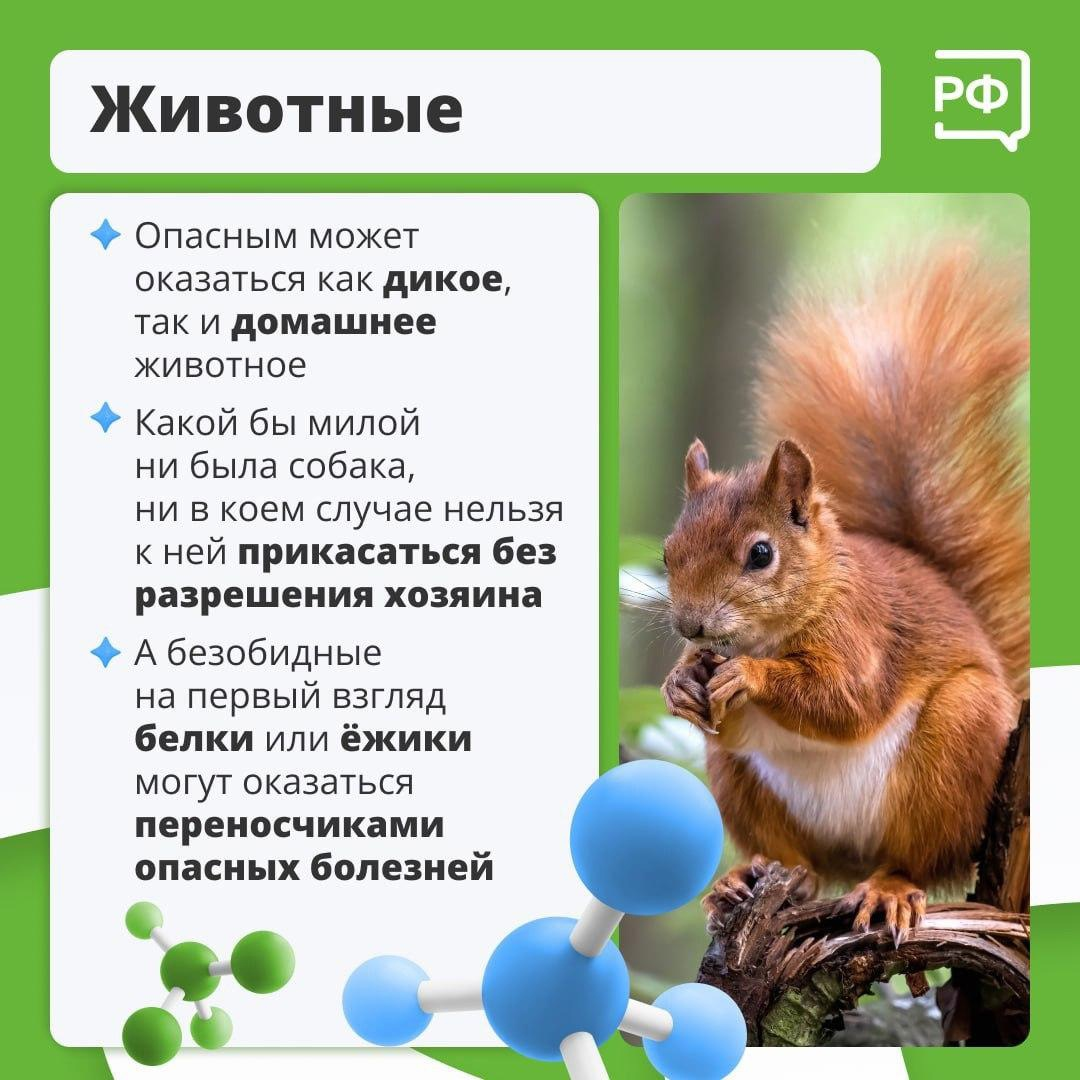 Животные
РФ
Опасным может
оказаться как дикое,
так и домашнее
животное
Какой бы милой
ни была собака,
ни в коем случае нельзя
к ней прикасаться без
разрешения хозяина
А безобидные
на первый взгляд
белки или ёжики
могут оказаться
переносчиками
опасных болезней